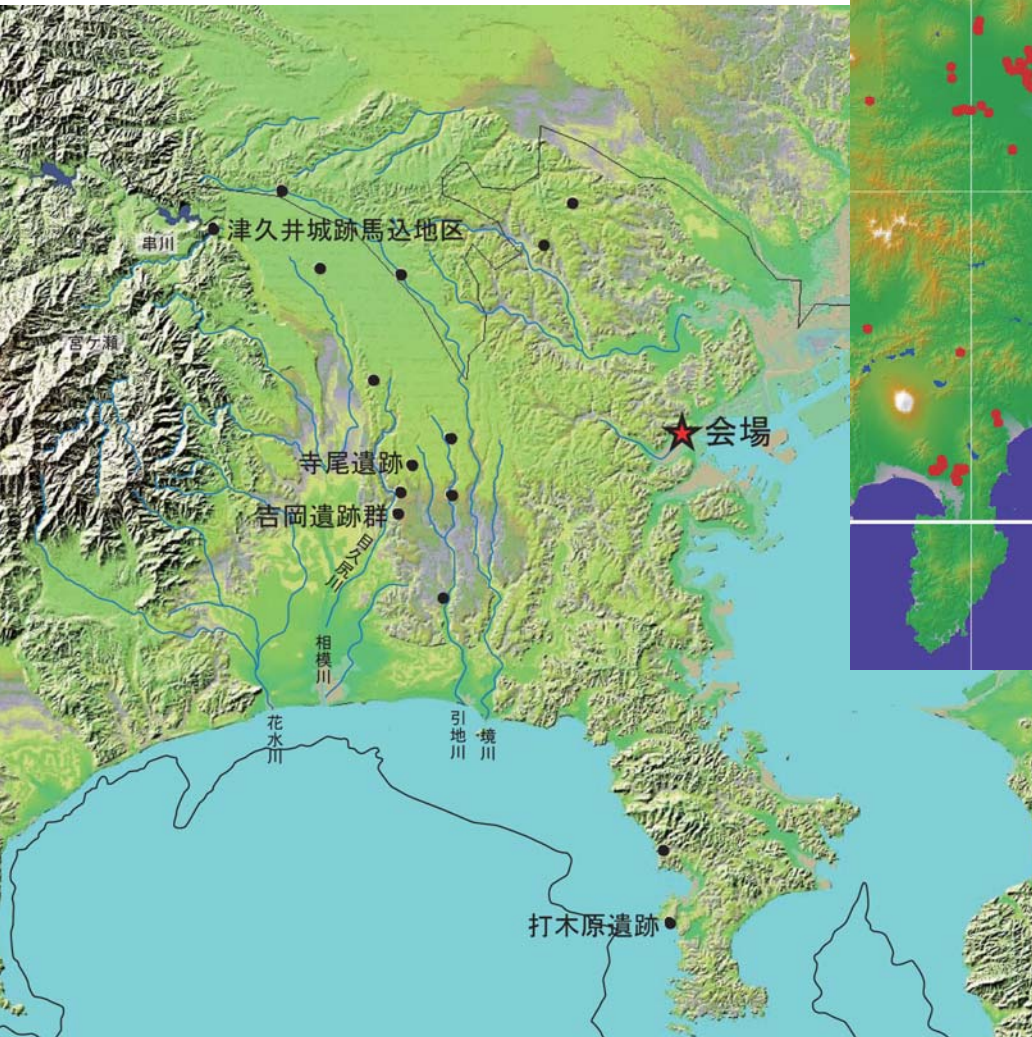 津久井城跡馬込地区
串川
宮ケ瀬
会場
寺尾遺跡
吉岡遺跡群
目久尻川
相模川
花水川
引地川
境川
打木原遺跡